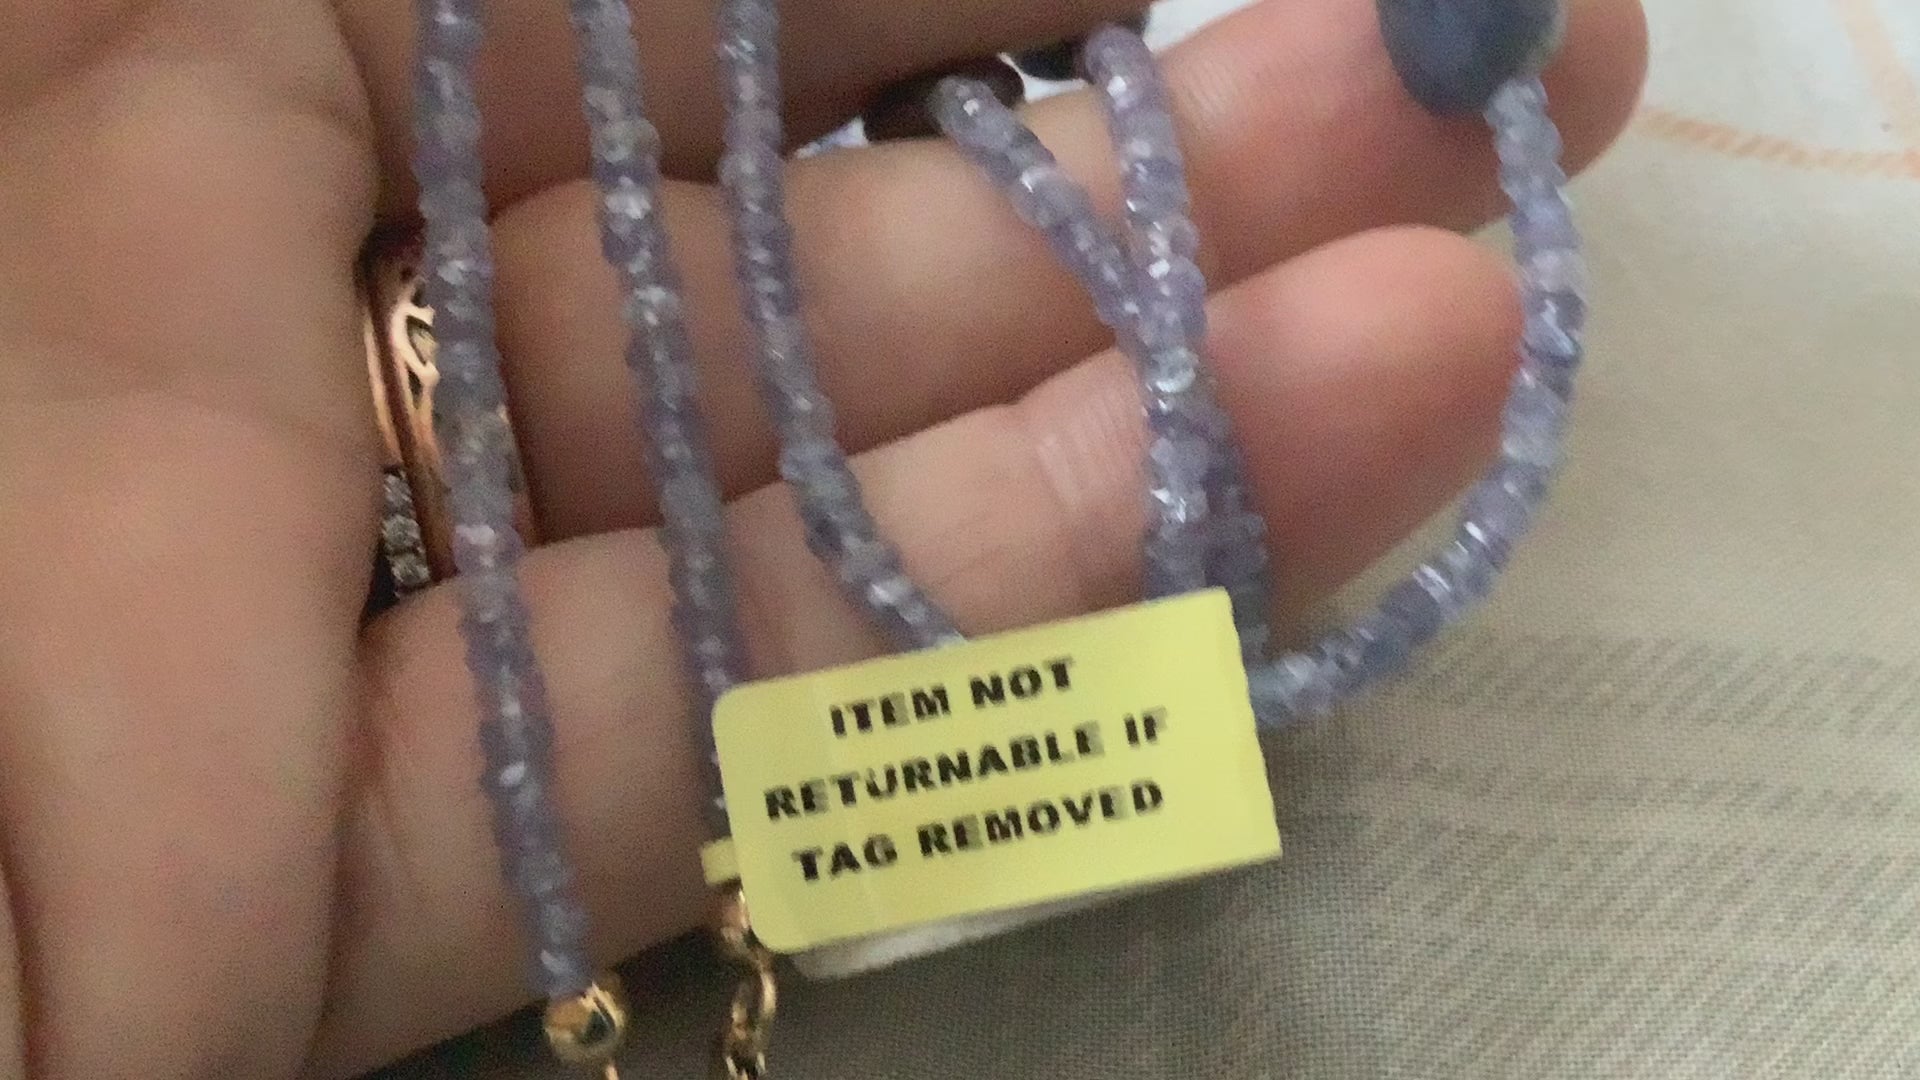 ITEM NOT
RETURNABLE IF
TAG REMOVED